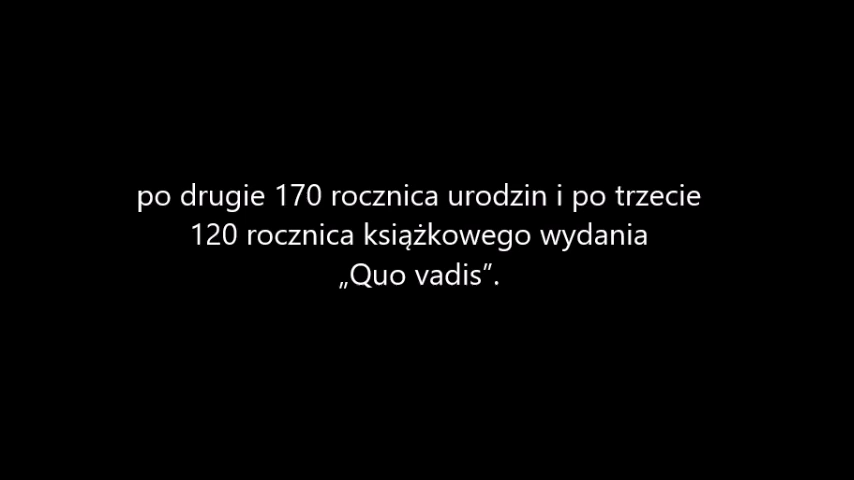 po drugie 170 rocznica urodzin i po trzecie
120 rocznica książkowego wydania
„Quo vadis”.